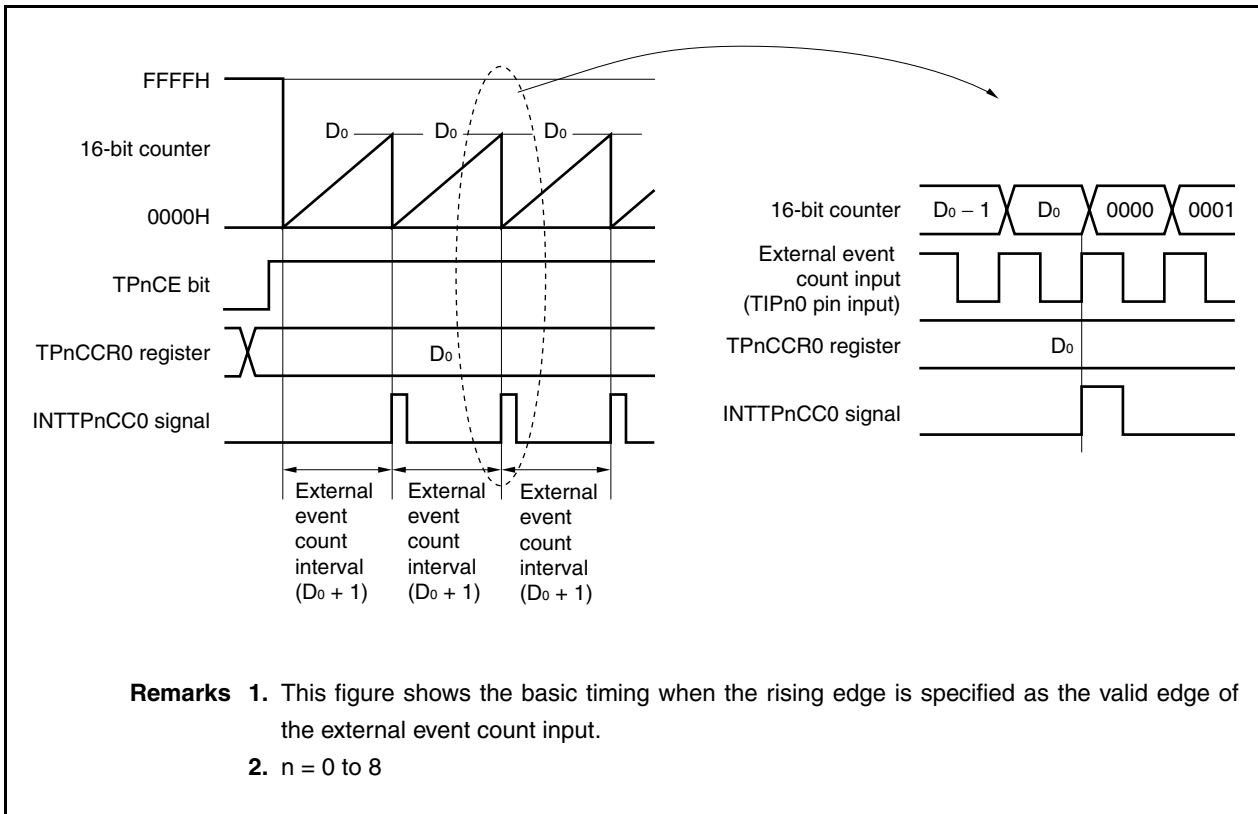 FFFFH
16-bit counter
0000H
D0 D0 D0
TPnCE bit
TPnCCR0 register
D0
INTTPnCC0 signal
External
event
count
interval
(D0 + 1)
External
event
count
interval
(D0 + 1)
External
event
count
interval
(D0 + 1)
16-bit counter
D0 − 1 D0 0000 0001
External event
count input
(TIPn0 pin input)
TPnCCR0 register
D0
INTTPnCC0 signal
Remarks 1. This figure shows the basic timing when the rising edge is specified as the valid edge of
the external event count input.
2. n = 0 to 8